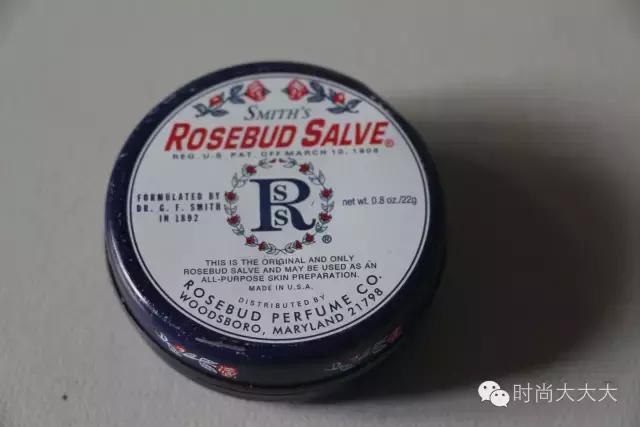 SMITH'S
ROSEBUD SALVE®
REG. U.S. PAT. OFF. MARCH 10, 1908
FORMULATED BY
DR. G. F. SMITH
IN 1892
RSS
®
net wt. 0.8 oz./22g
THIS IS THE ORIGINAL AND ONLY
ROSEBUD SALVE AND MAY BE USED AS AN
ALL-PURPOSE SKIN PREPARATION.
MADE IN U.S.A.
DISTRIBUTED BY
ROSEBUD PERFUME CO.
WOODSBORO, MARYLAND 21798
时尚大大大